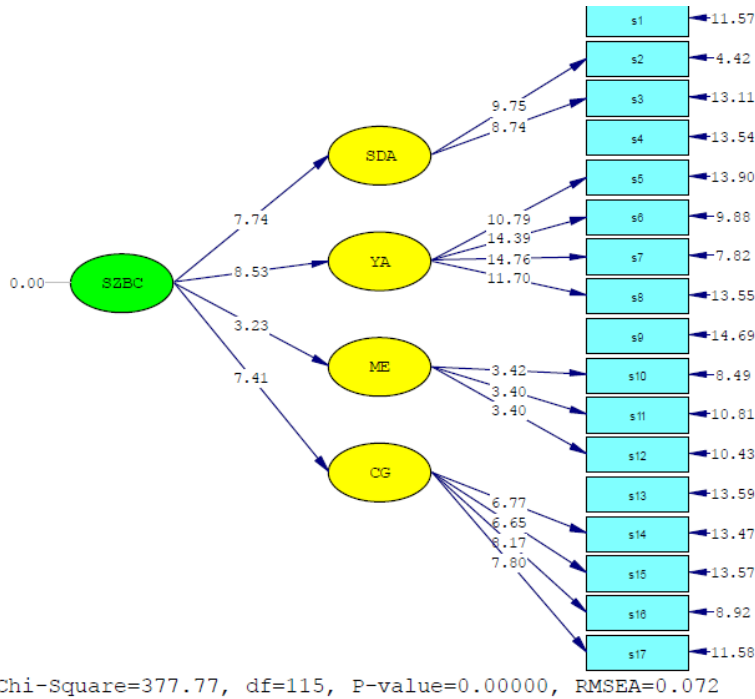 s1 11.57
s2 4.42
9.75
s3 13.11
8.74
s4 13.54
SDA
s5 13.90
7.74
10.79
s6 9.88
14.39
s7 7.82
14.76
YA
8.53
11.70
0.00 SZBC
s8 13.55
3.23
s9 14.69
ME
3.42
s10 8.49
7.41
3.40
s11 10.81
3.40
s12 10.43
CG
s13 13.59
6.77
s14 13.47
6.65
8.17
s15 13.57
7.80
s16 8.92
s17 11.58
Chi-Square=377.77, df=115, P-value=0.00000, RMSEA=0.072